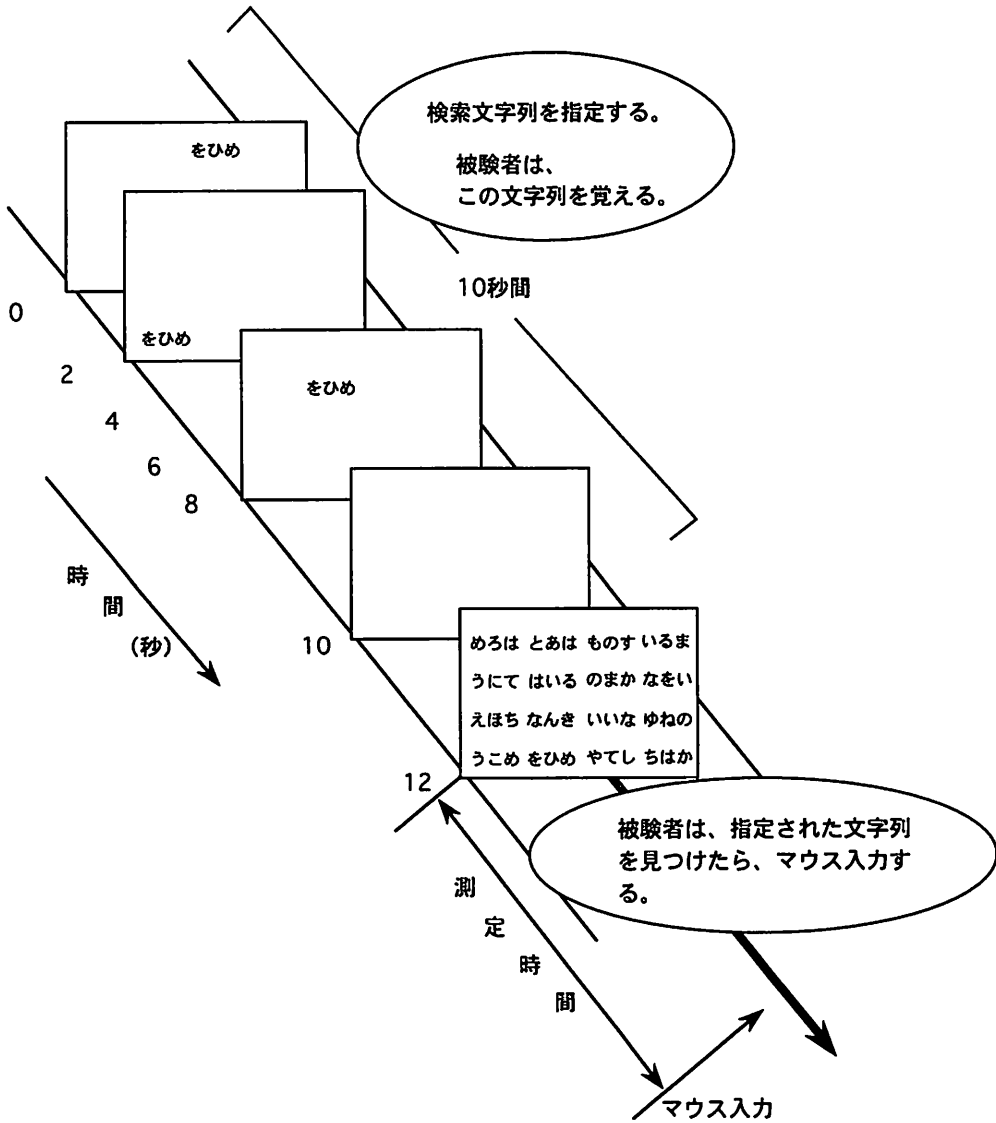 検索文字列を指定する。
被験者は、
この文字列を覚える。
をひめ
をひめ
をひめ
10秒間
0
2
4
6
8
10
12
時間
(秒)
めろは とあは ものす いるま
うにて はいる のまか なをい
えほち なんき いいな ゆねの
うこめ をひめ やてし ちはか
被験者は、指定された文字列
を見つけたら、マウス入力す
る。
測定時間
マウス入力